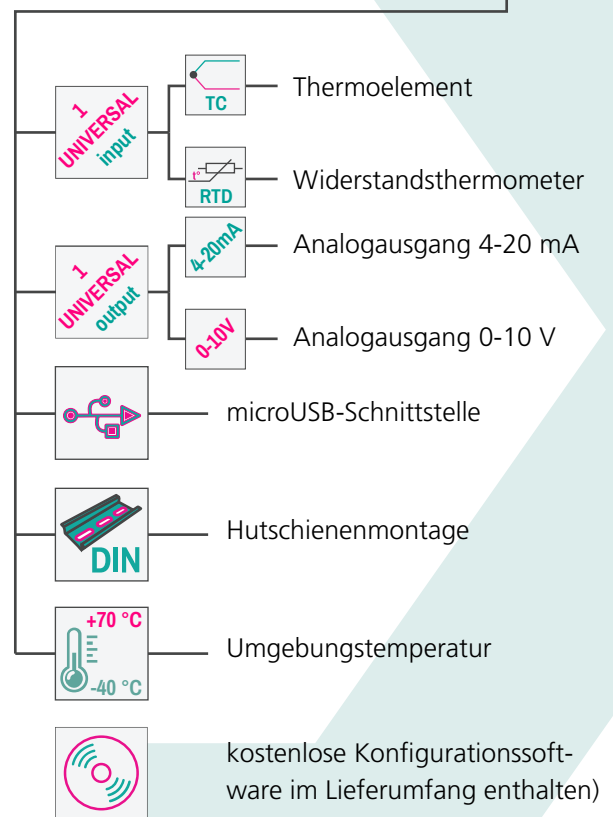 TC
Thermoelement
1
UNIVERSAL
input
t°
RTD
Widerstandsthermometer
4-20mA
Analogausgang 4-20 mA
1
UNIVERSAL
output
0-10V
Analogausgang 0-10 V
microUSB-Schnittstelle
DIN
Hutschienenmontage
+70 °C
-40 °C
Umgebungstemperatur
kostenlose Konfigurationssoft-
ware im Lieferumfang enthalten)